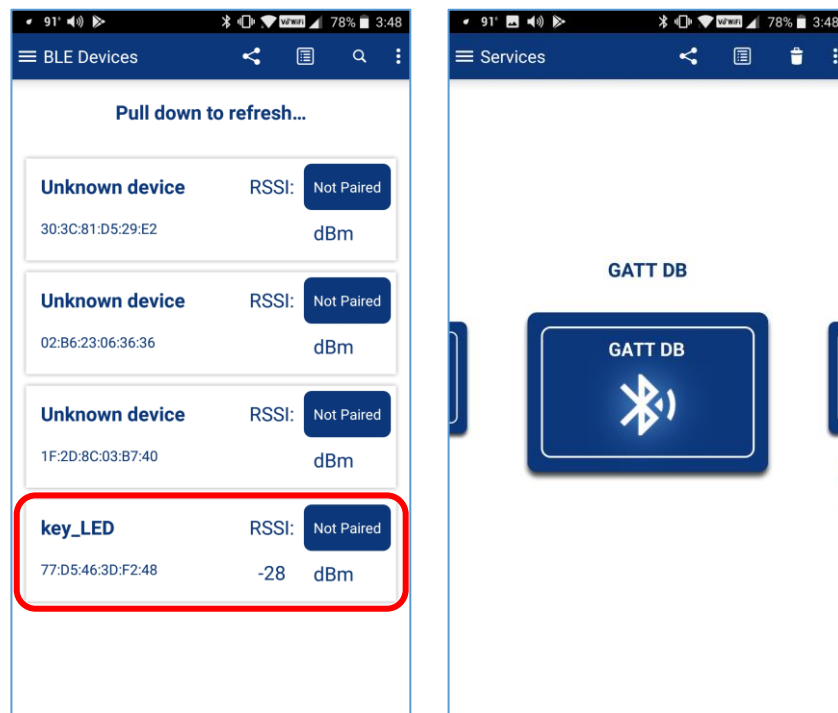 91° VoWiFi 78% 3:48
BLE Devices
Pull down to refresh...
Unknown device RSSI: Not Paired
30:3C:81:D5:29:E2 dBm
Unknown device RSSI: Not Paired
02:B6:23:06:36:36 dBm
Unknown device RSSI: Not Paired
1F:2D:8C:03:B7:40 dBm
key_LED RSSI: Not Paired
77:D5:46:3D:F2:48 -28 dBm
91° VoWiFi 78% 3:48
Services
GATT DB
GATT DB